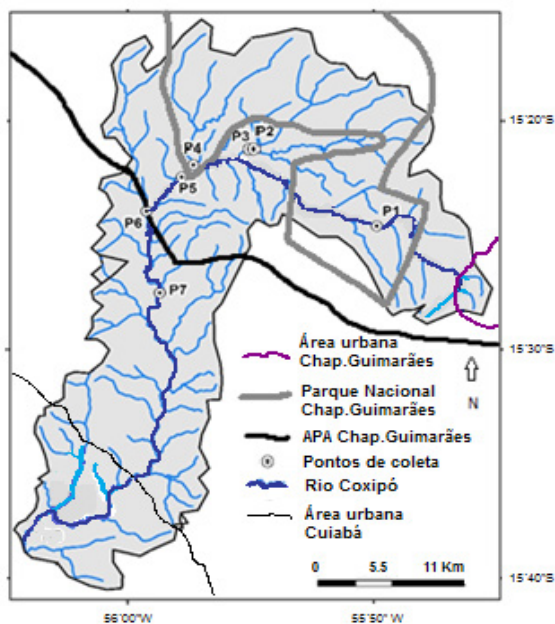 15°20"S
P3 P2
P4
P5
P1
P6
P7
15°30"S
Área urbana
Chap.Guimarães
Parque Nacional
Chap.Guimarães
N
APA Chap.Guimarães
Pontos de coleta
Rio Coxipó
Área urbana
Cuiabá
0 5.5 11 Km
15°40"S
56°00"W 55°50"W